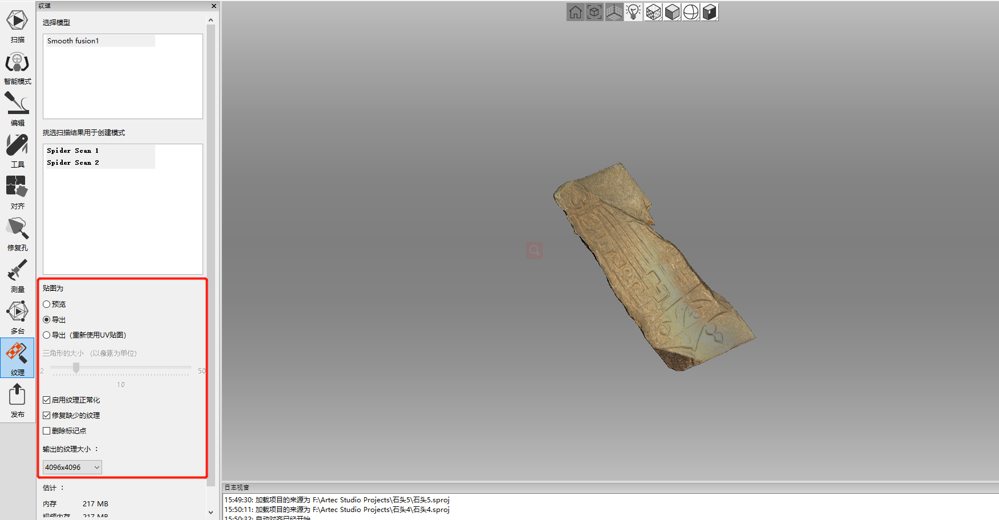 纹理
扫描
智能模式
编辑
工具
对齐
修复孔
测量
多台
纹理
发布
选择模型
Smooth fusion1
挑选扫描结果用于创建模式
Spider Scan 1
Spider Scan 2
贴图为
预览
导出
导出（重新使用UV贴图）
三角形的大小 （以像素为单位）
2
50
10
启用纹理正常化
修复缺少的纹理
删除标记点
输出的纹理大小 ：
4096x4096
估计 ：
内存 217 MB
视频内存 217 MB
日志视窗
15:49:30: 加载项目的来源为 F:\Artec Studio Projects\石头5\石头5.sproj
15:50:11: 加载项目的来源为 F:\Artec Studio Projects\石头4\石头4.sproj
15:50:32: 自动对齐已经开始